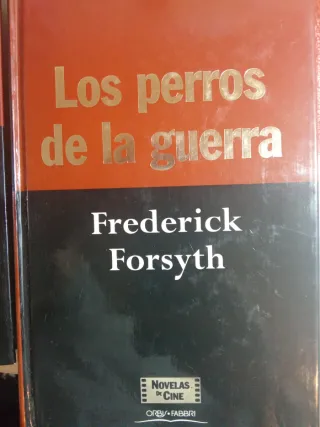 Los perros
de la guerra
Frederick
Forsyth
NOVELAS
DE
CINE
ORBIS•FABBRI